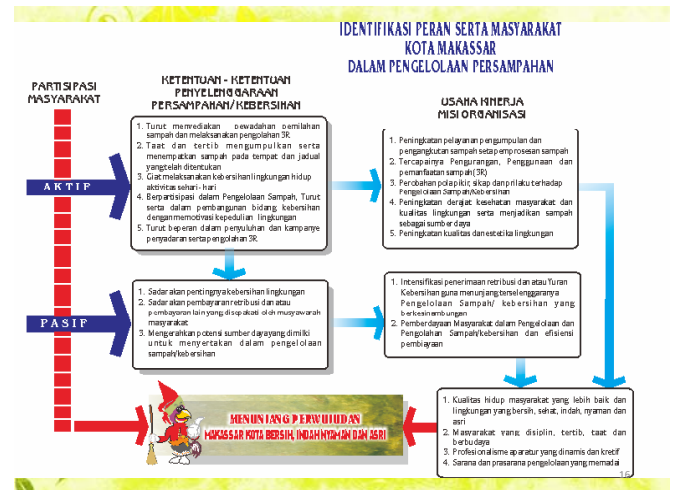 IDENTIFIKASI PERAN SERTA MASYARAKAT
KOTA MAKASSAR
DALAM PENGELOLAAN PERSAMPAHAN
PARTISIPASI
MASYARAKAT
KETENTUAN - KETENTUAN
PENYELENGGARAAN
PERSAMPAHAN/KEBERSIHAN
USAHA KINERJA
MISI ORGANISASI
AKTIF
1. Turut menyediakan pewadahan pemilahan
sampah dan melaksanakan pengolahan 3R
2. Taat dan tertib mengumpulkan serta
menempatkan sampah pada tempat dan jadual
yang telah ditentukan
3. Giat melaksanakan kebersihan lingkungan hidup
aktivitas sehari - hari
4. Berpartisipasi dalam Pengelolaan Sampah, Turut
serta dalam pembangunan bidang kebersihan
dengan memotivasi kepedulian lingkungan
5. Turut beperan dalam penyuluhan dan kampanye
penyadaran serta pengolahan 3R
1. Peningkatan pelayanan pengumpulan dan
pengangkutan sampah serta pemprosesan sampah
2. Tercapainya Pengurangan, Penggunaan dan
pemanfaatan sampah (3R)
3. Percobahan pola pikir, sikap dan prilaku terhadap
Pengelolaan Sampah/Kebersihan
4. Peningkatan derajat kesehatan masyarakat dan
kualitas lingkungan serta menjadikan sampah
sebagai sumber daya
5. Peningkatan kualitas dan estetika lingkungan
PASIF
1. Sadar akan pentingnya kebersihan lingkungan
2. Sadar akan pembayaran retribusi dan atau
pembayaran lain yang disepakati oleh musyawarah
masyarakat
3. Mengerahkan potensi sumber daya yang dimilki
untuk menyertakan dalam pengelolaan
sampah/kebersihan
1. Intensifikasi penerimaan retribusi dan atau Iuran
Kebersihan guna menunjang terselenggaranya
Pengelolaan Sampah/ kebersihan yang
berkesinambungan
2. Pemberdayaan Masyarakat dalam Pengelolaan dan
Pengolahan Sampah/kebersihan dan efisiensi
pembiayaan
MENUNJANG PERWUJUDAN
MAKASSAR KOTA BERSIH, INDAH NYAMAN DAN ASRI
1. Kualitas hidup masyarakat yang lebih baik dan
lingkungan yang bersih, sehat, indah, nyaman dan
asri
2. Masyarakat yang disiplin, tertib, taat dan
berbudaya
3. Profesionalisme aparatur yang dinamis dan kretif
4. Sarana dan prasarana pengelolaan yang memadai
16